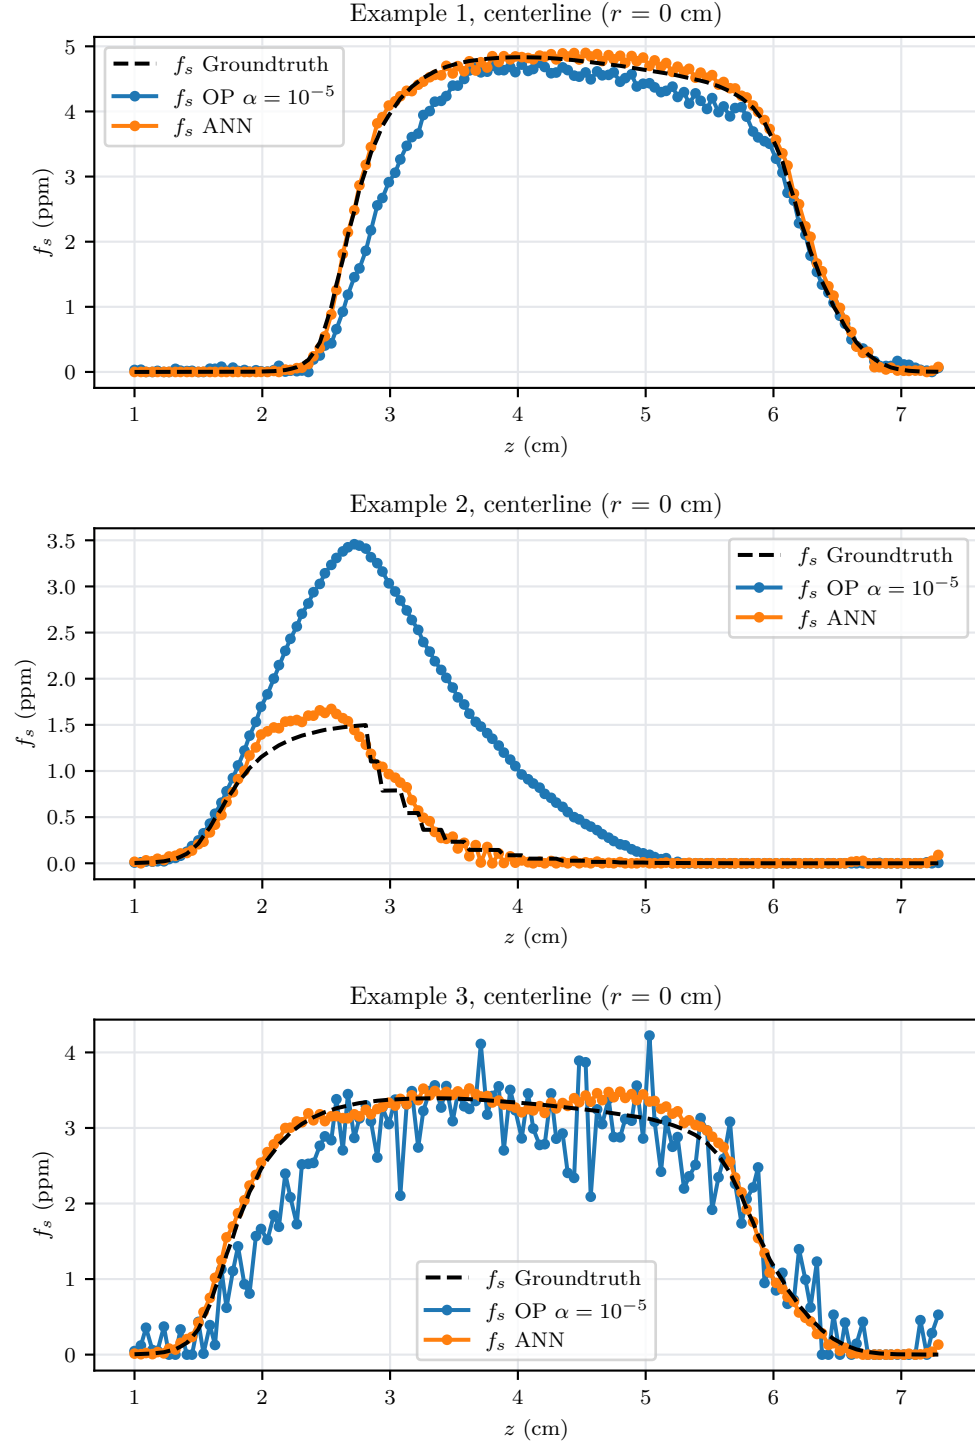 Example 1, centerline (r = 0 cm)
f_s (ppm)
5
4
3
2
1
0
f_s Groundtruth
f_s OP α = 10⁻⁵
f_s ANN
1 2 3 4 5 6 7
z (cm)
Example 2, centerline (r = 0 cm)
f_s (ppm)
3.5
3.0
2.5
2.0
1.5
1.0
0.5
0.0
f_s Groundtruth
f_s OP α = 10⁻⁵
f_s ANN
1 2 3 4 5 6 7
z (cm)
Example 3, centerline (r = 0 cm)
f_s (ppm)
4
3
2
1
0
f_s Groundtruth
f_s OP α = 10⁻⁵
f_s ANN
1 2 3 4 5 6 7
z (cm)